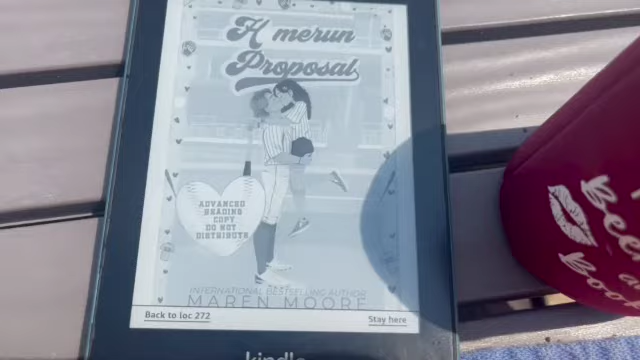 Homerun
Proposal
ADVANCED
READING
COPY
DO NOT
DISTRIBUTE
INTERNATIONAL BESTSELLING AUTHOR
MAREN MOORE
Back to loc 272
Stay here
kindle